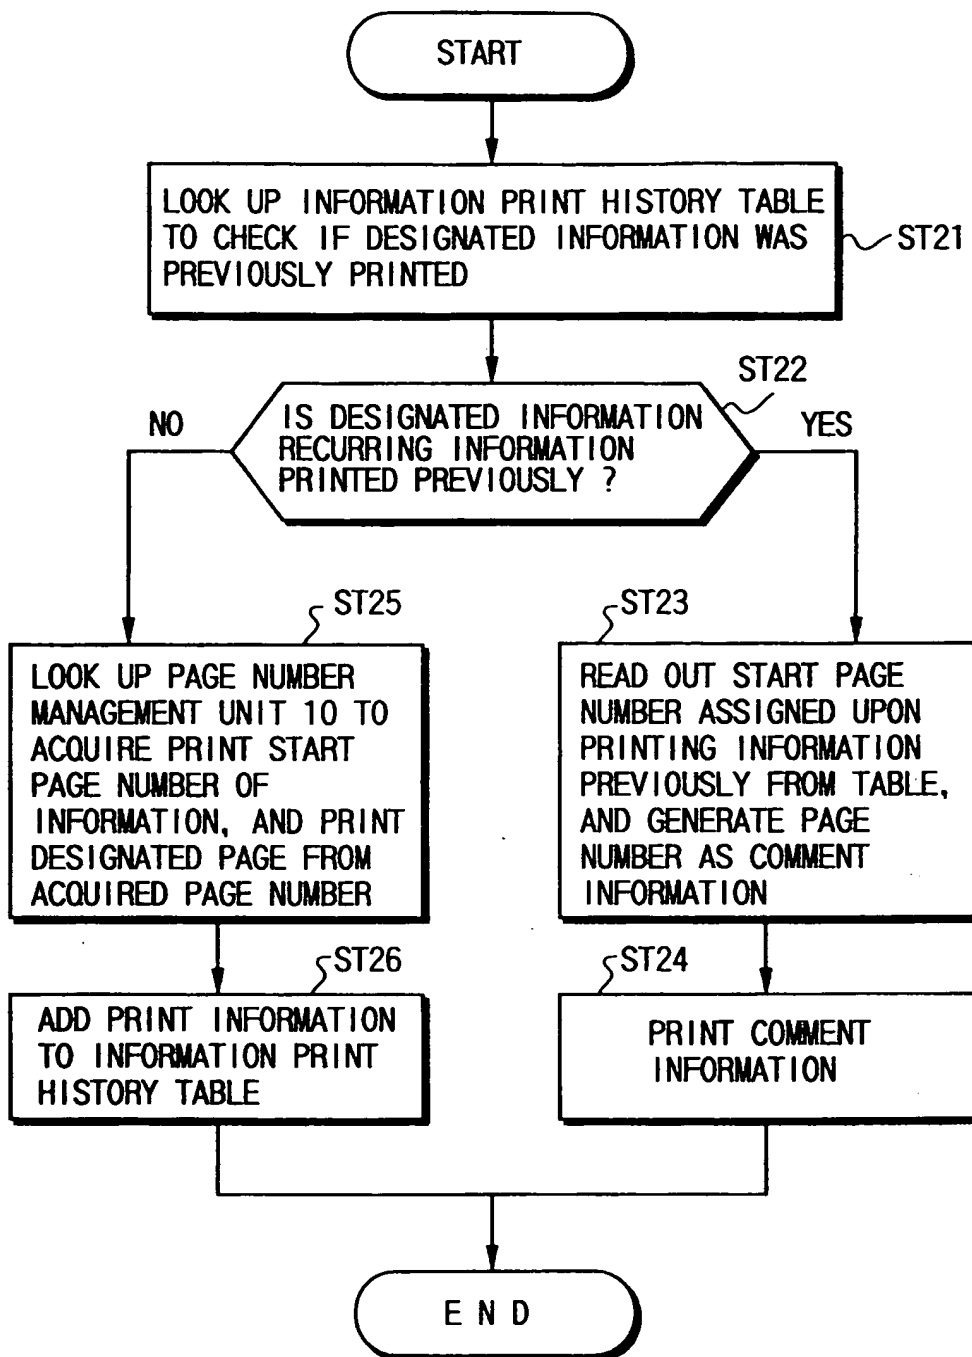 START
LOOK UP INFORMATION PRINT HISTORY TABLE
TO CHECK IF DESIGNATED INFORMATION WAS
PREVIOUSLY PRINTED
ST21
ST22
IS DESIGNATED INFORMATION
RECURRING INFORMATION
PRINTED PREVIOUSLY ?
NO
YES
ST25
LOOK UP PAGE NUMBER
MANAGEMENT UNIT 10 TO
ACQUIRE PRINT START
PAGE NUMBER OF
INFORMATION, AND PRINT
DESIGNATED PAGE FROM
ACQUIRED PAGE NUMBER
ST23
READ OUT START PAGE
NUMBER ASSIGNED UPON
PRINTING INFORMATION
PREVIOUSLY FROM TABLE,
AND GENERATE PAGE
NUMBER AS COMMENT
INFORMATION
ST26
ADD PRINT INFORMATION
TO INFORMATION PRINT
HISTORY TABLE
ST24
PRINT COMMENT
INFORMATION
END